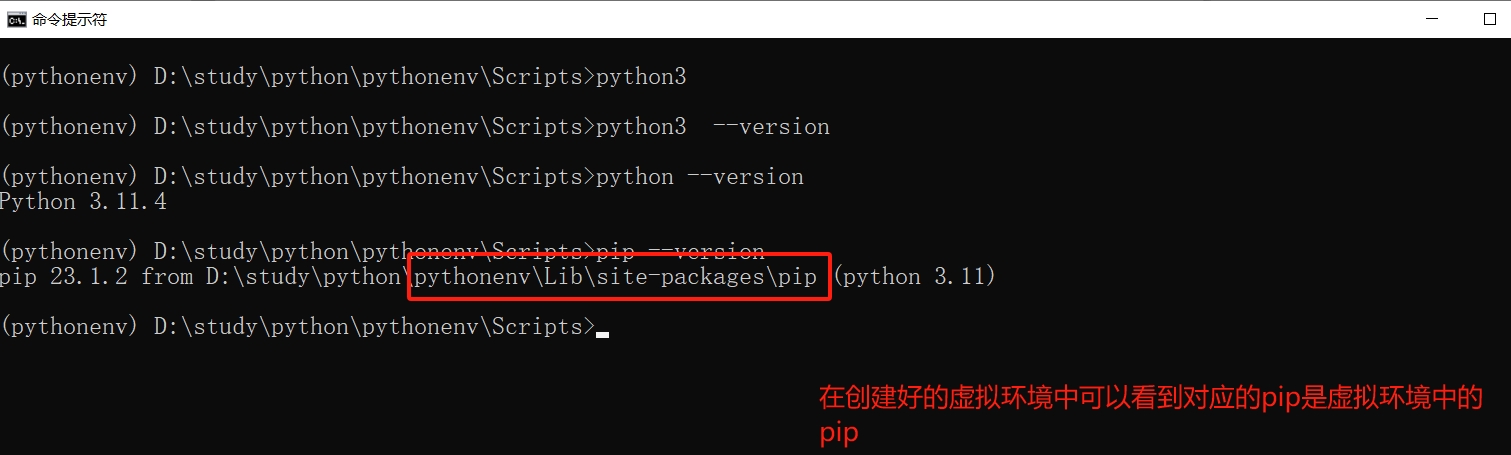 命令提示符
(pythonenv) D:\study\python\pythonenv\Scripts>python3
(pythonenv) D:\study\python\pythonenv\Scripts>python3  --version
(pythonenv) D:\study\python\pythonenv\Scripts>python --version
Python 3.11.4
(pythonenv) D:\study\python\pythonenv\Scripts>pip --version
pip 23.1.2 from D:\study\python\pythonenv\Lib\site-packages\pip (python 3.11)
(pythonenv) D:\study\python\pythonenv\Scripts>
在创建好的虚拟环境中可以看到对应的pip是虚拟环境中的
pip